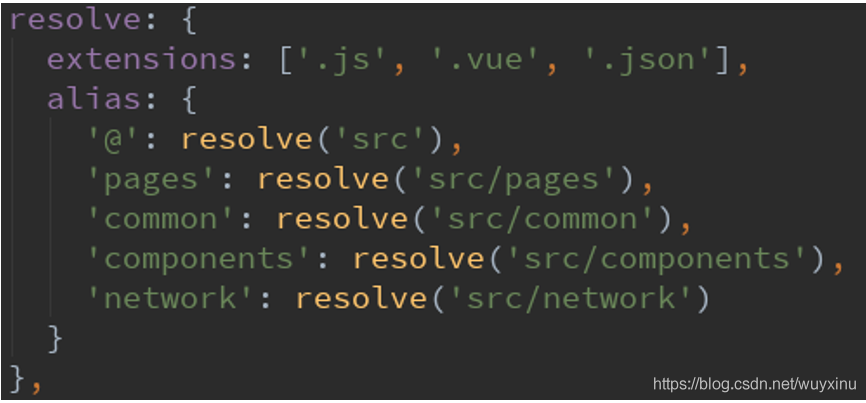 resolve: {
  extensions: ['.js', '.vue', '.json'],
  alias: {
    '@': resolve('src'),
    'pages': resolve('src/pages'),
    'common': resolve('src/common'),
    'components': resolve('src/components'),
    'network': resolve('src/network')
  }
},
https://blog.csdn.net/wuyxinu